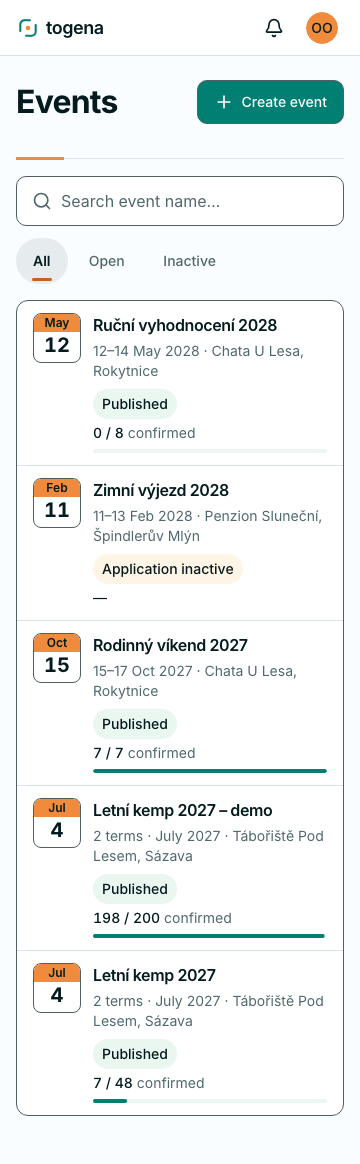 togena
OO
Events
Create event
Search event name...
All
Open
Inactive
May
12
Ruční vyhodnocení 2028
12–14 May 2028 · Chata U Lesa,
Rokytnice
Published
0 / 8 confirmed
Feb
11
Zimní výjezd 2028
11–13 Feb 2028 · Penzion Sluneční,
Špindlerův Mlýn
Application inactive
—
Oct
15
Rodinný víkend 2027
15–17 Oct 2027 · Chata U Lesa,
Rokytnice
Published
7 / 7 confirmed
Jul
4
Letní kemp 2027 – demo
2 terms · July 2027 · Tábořiště Pod
Lesem, Sázava
Published
198 / 200 confirmed
Jul
4
Letní kemp 2027
2 terms · July 2027 · Tábořiště Pod
Lesem, Sázava
Published
7 / 48 confirmed